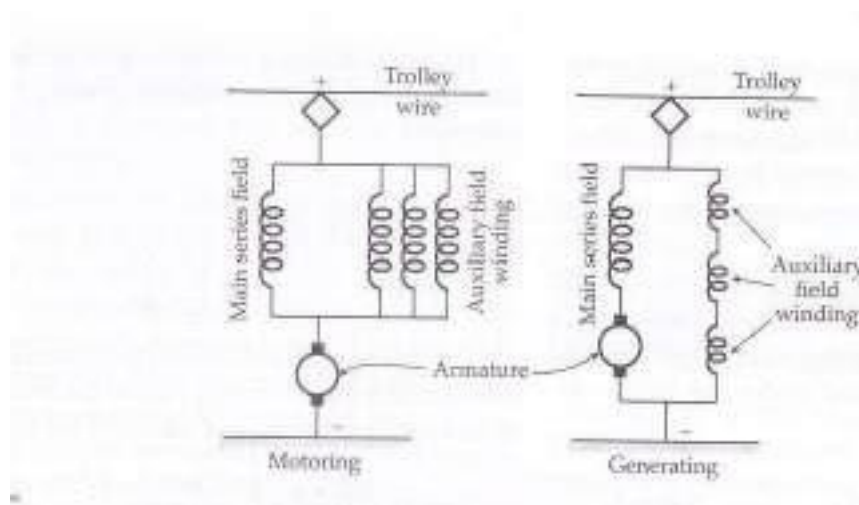 +
Trolley
wire
Main series field
Auxiliary field
winding
Armature
−
Motoring
+
Trolley
wire
Main series field
Auxiliary
field
winding
−
Generating